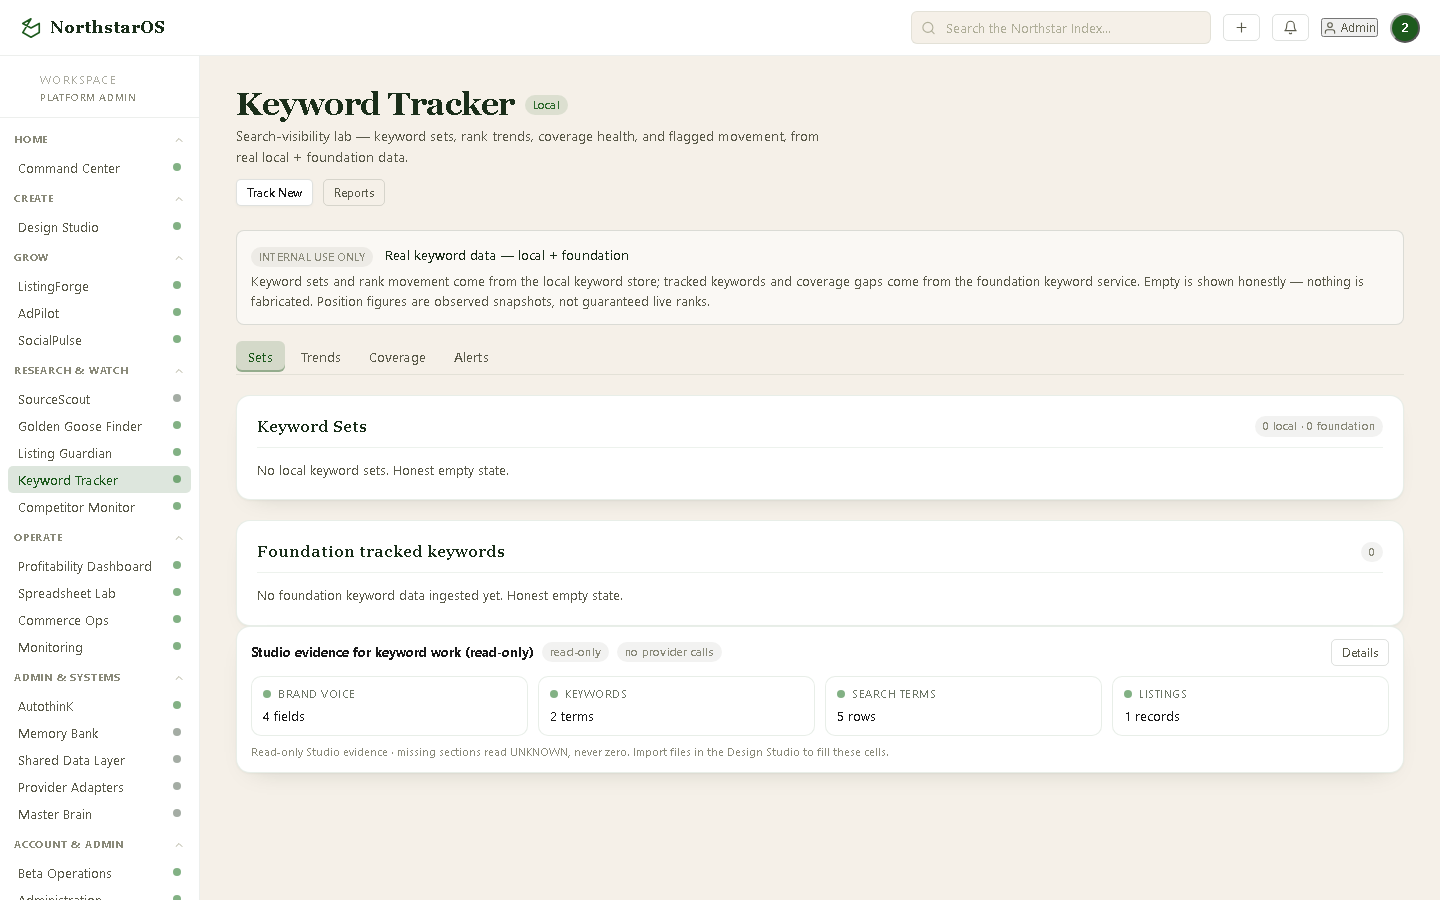 NorthstarOS
Search the Northstar Index...
Admin
2
WORKSPACE
PLATFORM ADMIN
HOME
Command Center
CREATE
Design Studio
GROW
ListingForge
AdPilot
SocialPulse
RESEARCH & WATCH
SourceScout
Golden Goose Finder
Listing Guardian
Keyword Tracker
Competitor Monitor
OPERATE
Profitability Dashboard
Spreadsheet Lab
Commerce Ops
Monitoring
ADMIN & SYSTEMS
AutothinK
Memory Bank
Shared Data Layer
Provider Adapters
Master Brain
ACCOUNT & ADMIN
Beta Operations
Administration
Keyword Tracker Local
Search-visibility lab — keyword sets, rank trends, coverage health, and flagged movement, from
real local + foundation data.
Track New Reports
INTERNAL USE ONLY Real keyword data — local + foundation
Keyword sets and rank movement come from the local keyword store; tracked keywords and coverage gaps come from the foundation keyword service. Empty is shown honestly — nothing is
fabricated. Position figures are observed snapshots, not guaranteed live ranks.
Sets Trends Coverage Alerts
Keyword Sets 0 local · 0 foundation
No local keyword sets. Honest empty state.
Foundation tracked keywords 0
No foundation keyword data ingested yet. Honest empty state.
Studio evidence for keyword work (read-only) read-only no provider calls Details
BRAND VOICE
4 fields
KEYWORDS
2 terms
SEARCH TERMS
5 rows
LISTINGS
1 records
Read-only Studio evidence · missing sections read UNKNOWN, never zero. Import files in the Design Studio to fill these cells.